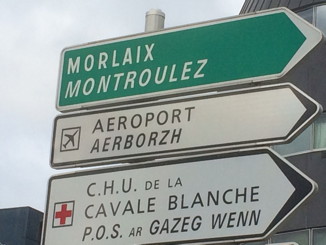 MORLAIX
MONTROULEZ
AEROPORT
AERBORZH
C.H.U. DE LA
CAVALE BLANCHE
P.O.S. AR GAZEG WENN